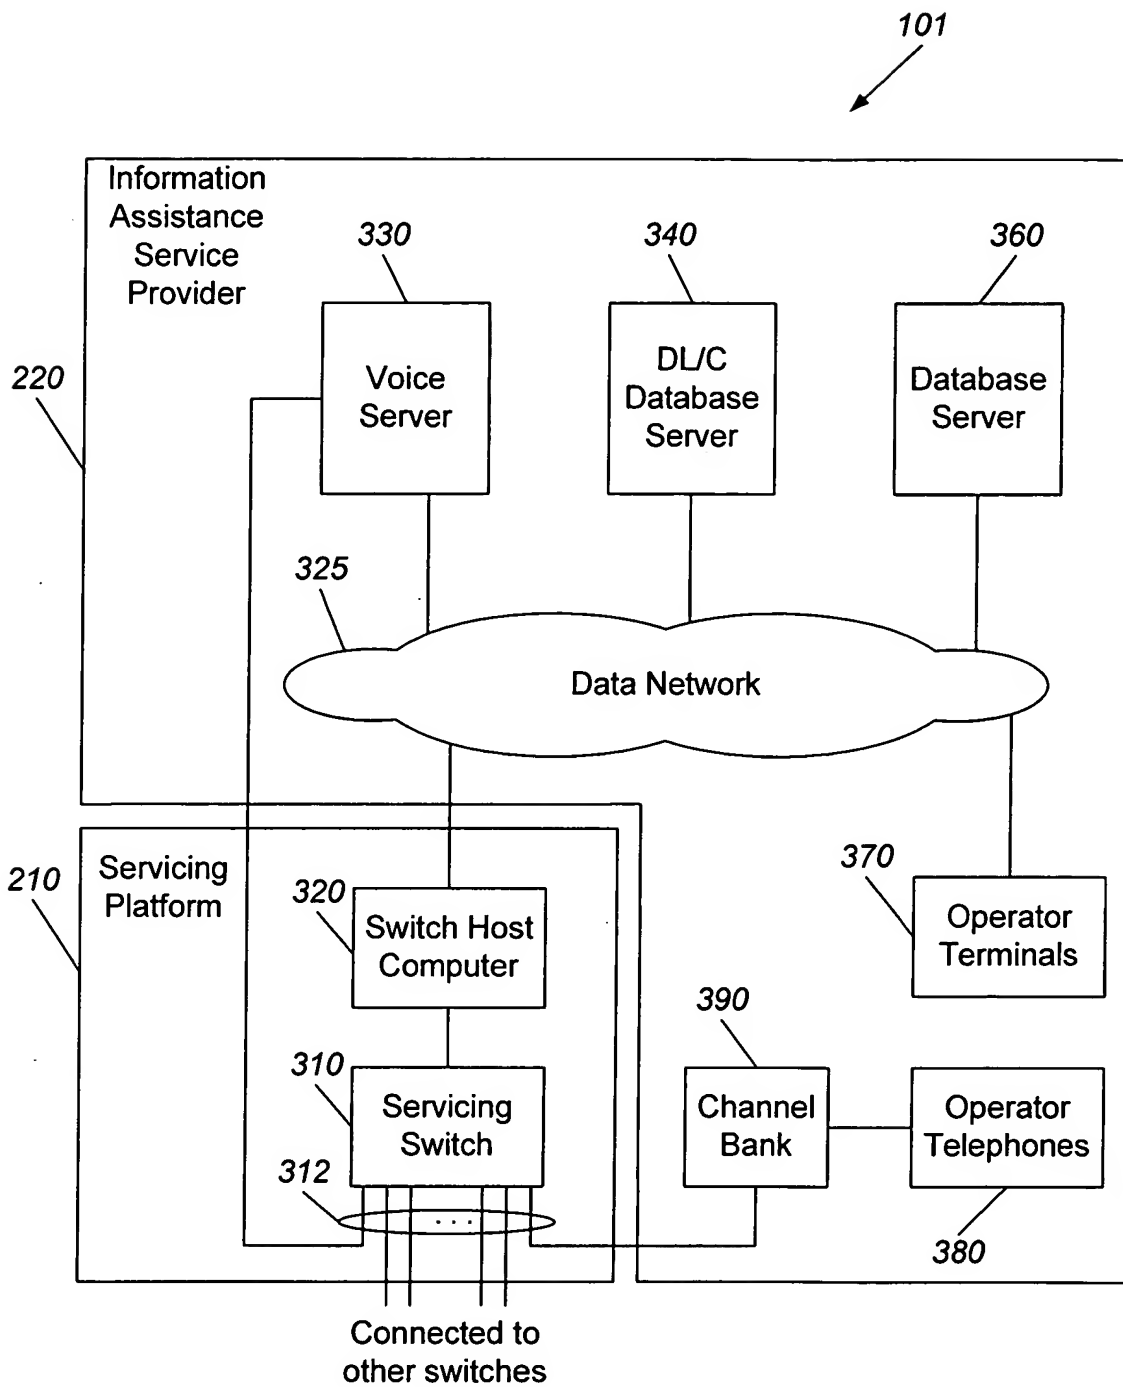 101
Information
Assistance
Service
Provider
330
340
360
220
Voice
Server
DL/C
Database
Server
Database
Server
325
Data Network
210
Servicing
Platform
320
Switch Host
Computer
370
Operator
Terminals
390
310
Servicing
Switch
Channel
Bank
Operator
Telephones
312
...
380
Connected to
other switches